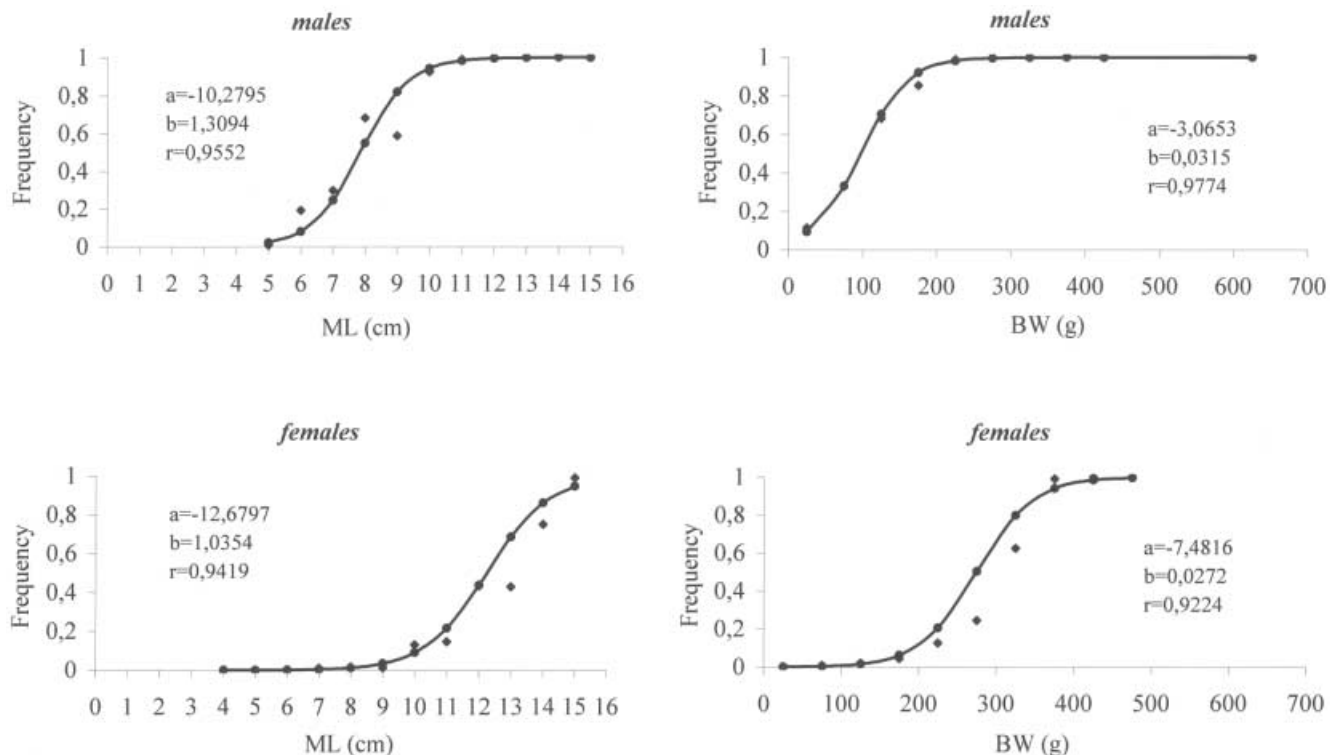 males
1
0,8
0,6
0,4
0,2
0
Frequency
a=-10,2795
b=1,3094
r=0,9552
0 1 2 3 4 5 6 7 8 9 10 11 12 13 14 15 16
ML (cm)
males
1
0,8
0,6
0,4
0,2
0
Frequency
a=-3,0653
b=0,0315
r=0,9774
0 100 200 300 400 500 600 700
BW (g)
females
1
0,8
0,6
0,4
0,2
0
Frequency
a=-12,6797
b=1,0354
r=0,9419
0 1 2 3 4 5 6 7 8 9 10 11 12 13 14 15 16
ML (cm)
females
1
0,8
0,6
0,4
0,2
0
Frequency
a=-7,4816
b=0,0272
r=0,9224
0 100 200 300 400 500 600 700
BW (g)